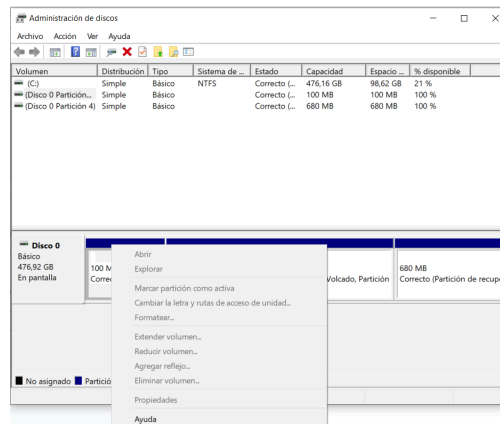 Administración de discos
Archivo Acción Ver Ayuda
Volumen Distribución Tipo Sistema de ... Estado Capacidad Espacio ... % disponible
(C:) Simple Básico NTFS Correcto (... 476,16 GB 98,62 GB 21 %
(Disco 0 Partición... Simple Básico Correcto (... 100 MB 100 MB 100 %
(Disco 0 Partición 4) Simple Básico Correcto (... 680 MB 680 MB 100 %
Disco 0
Básico
476,92 GB
En pantalla
100 M
Corre
Volcado, Partición
680 MB
Correcto (Partición de recupe
Abrir
Explorar
Marcar partición como activa
Cambiar la letra y rutas de acceso de unidad...
Formatear...
Extender volumen...
Reducir volumen...
Agregar reflejo...
Eliminar volumen...
Propiedades
Ayuda
No asignado Partició